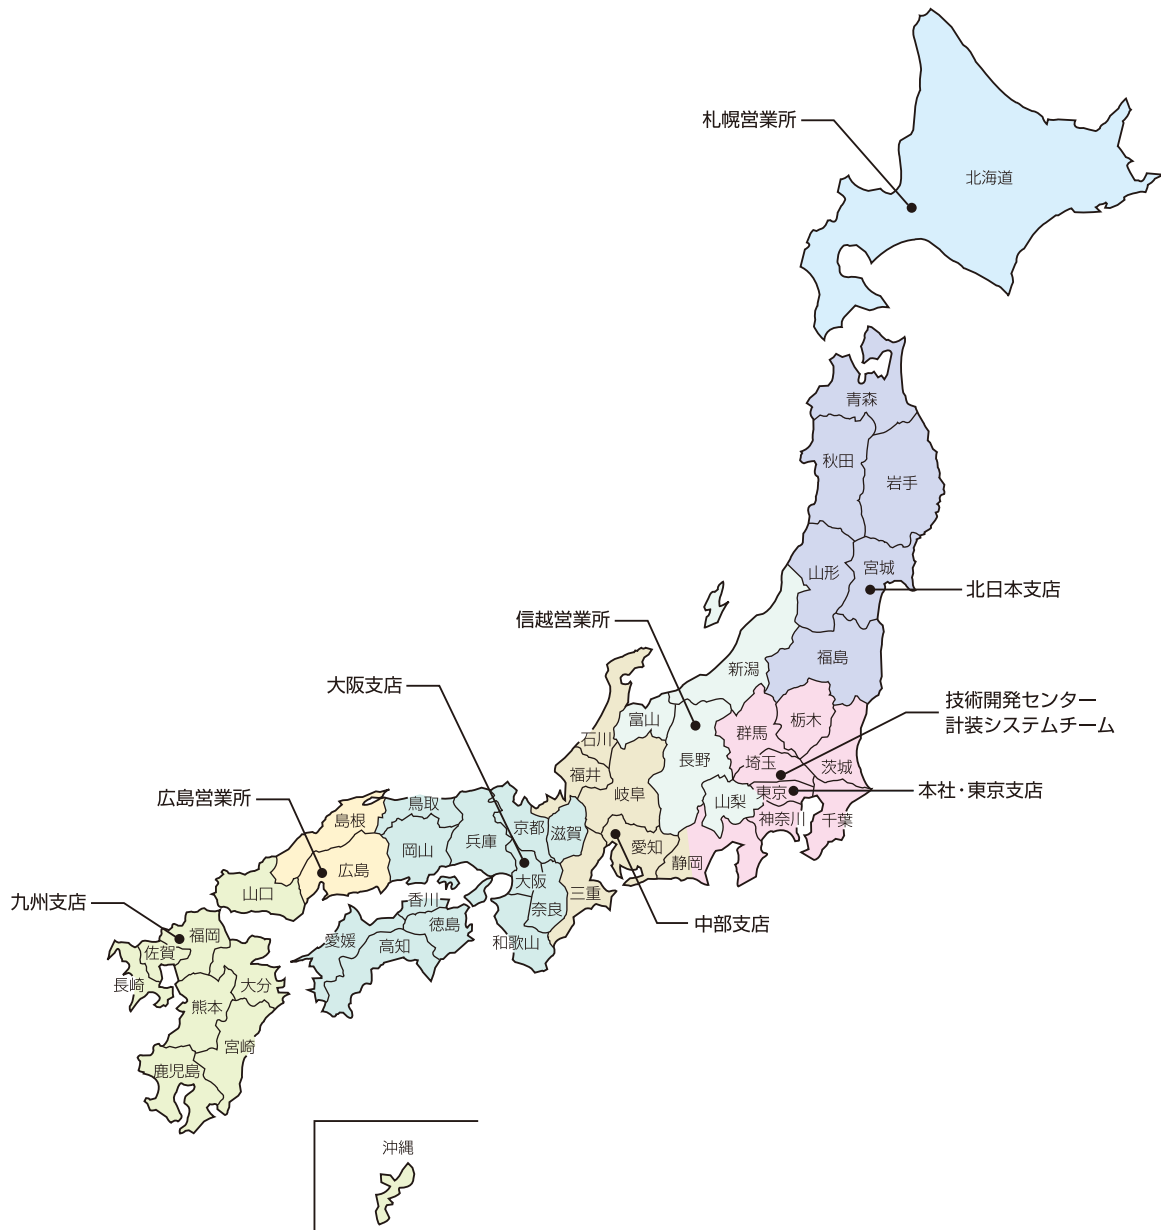 札幌営業所
北海道
青森
秋田
岩手
山形
宮城
北日本支店
信越営業所
福島
新潟
大阪支店
技術開発センター
計装システムチーム
富山
石川
群馬
栃木
長野
埼玉
茨城
福井
岐阜
山梨
東京
本社・東京支店
広島営業所
鳥取
島根
神奈川
千葉
京都
滋賀
兵庫
岡山
愛知
静岡
広島
大阪
山口
香川
三重
九州支店
奈良
中部支店
徳島
福岡
愛媛
高知
和歌山
佐賀
長崎
大分
熊本
宮崎
鹿児島
沖縄